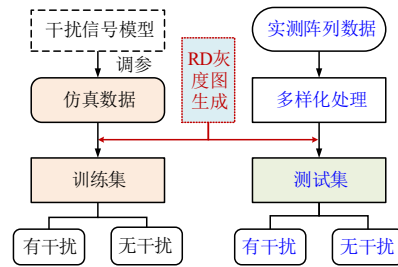 干扰信号模型
实测阵列数据
调参
RD灰
度图
生成
仿真数据
多样化处理
训练集
测试集
有干扰
无干扰
有干扰
无干扰